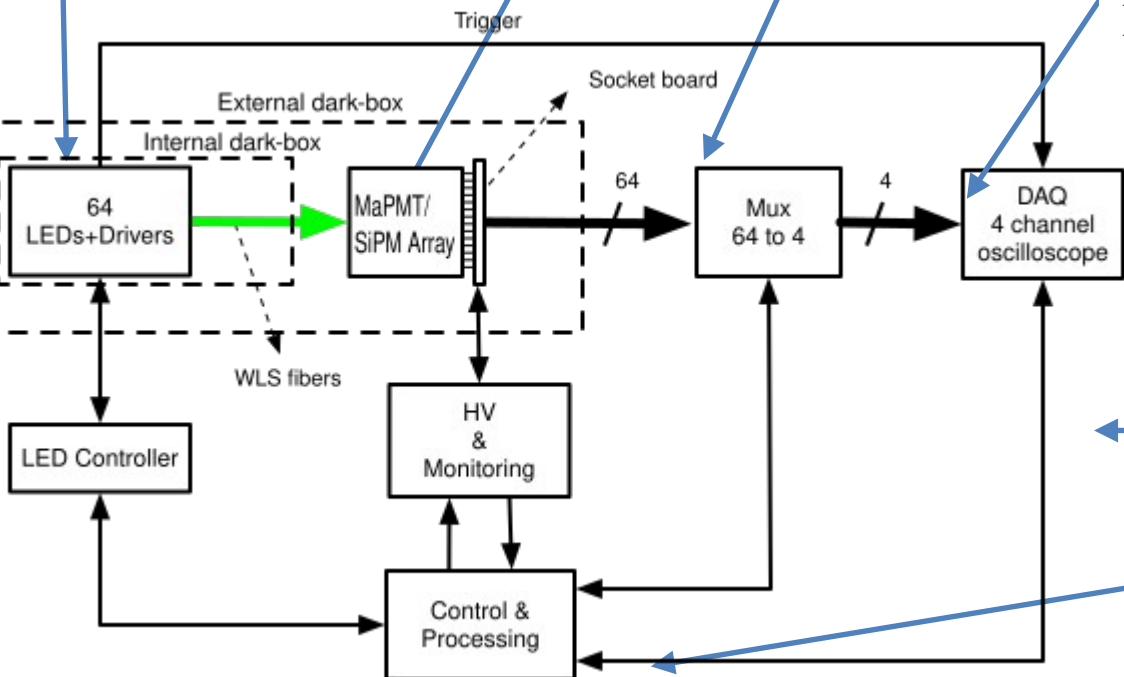 Trigger
Socket board
External dark-box
Internal dark-box
64
LEDs+Drivers
MaPMT/
SiPM Array
64
Mux
64 to 4
4
DAQ
4 channel
oscilloscope
WLS fibers
HV
&
Monitoring
LED Controller
Control &
Processing